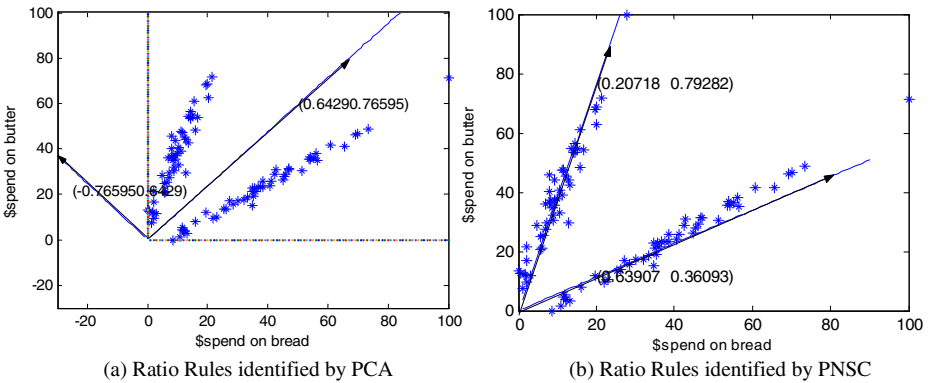 100
80
60
40
20
0
-20
-20 0 20 40 60 80 100
$spend on butter
$spend on bread
(0.64290.76595)
(-0.765950.6429)
(a) Ratio Rules identified by PCA
100
80
60
40
20
0
0 20 40 60 80 100
$spend on butter
$spend on bread
(0.20718 0.79282)
(0.63907 0.36093)
(b) Ratio Rules identified by PNSC